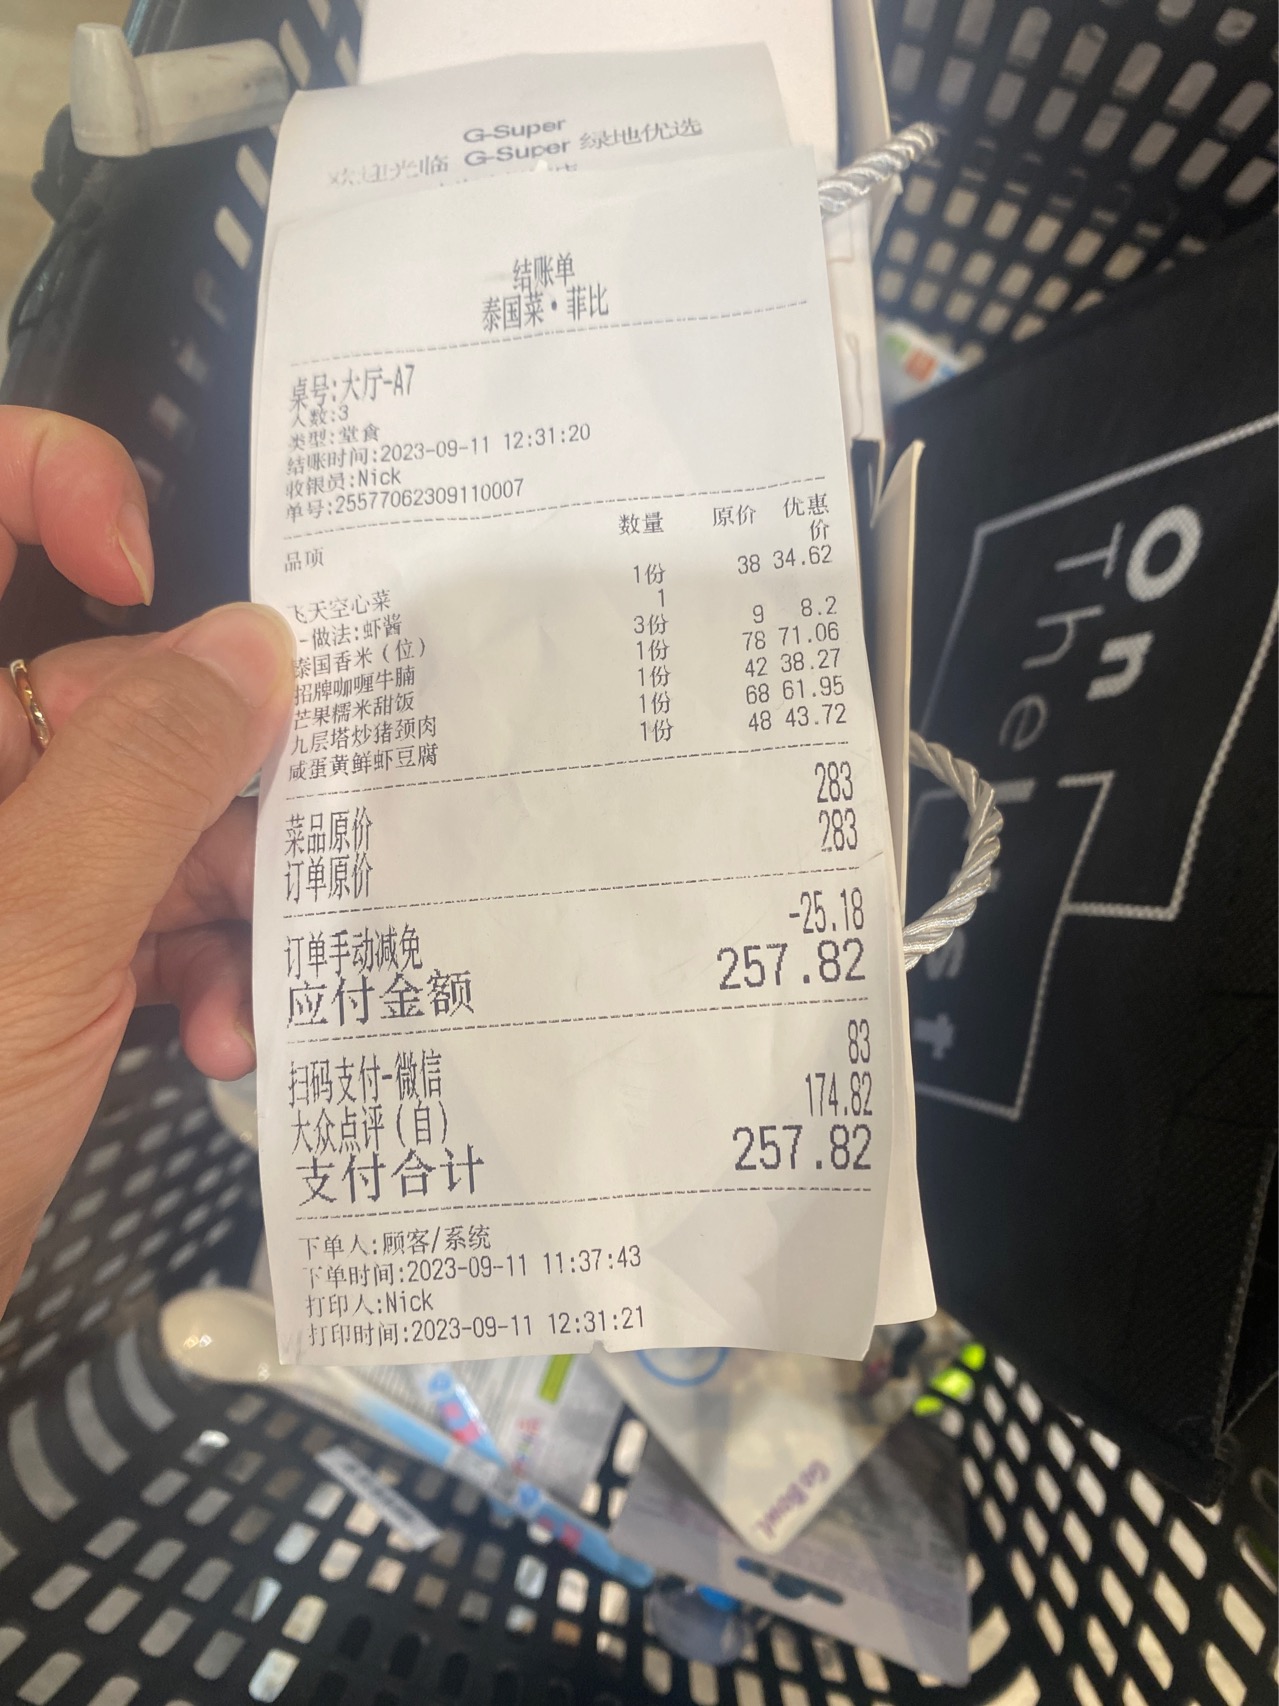 G-Super
欢迎光临 G-Super 绿地优选
结账单
泰国菜·菲比
桌号:大厅-A7
人数:3
类型:堂食
结账时间:2023-09-11 12:31:20
收银员:Nick
单号:25577062309110007
品项 数量 原价 优惠价
飞天空心菜 1份 38 34.62
-做法:虾酱 1
泰国香米(位) 3份 9 8.2
招牌咖喱牛腩 1份 78 71.06
芒果糯米甜饭 1份 42 38.27
九层塔炒猪颈肉 1份 68 61.95
咸蛋黄鲜虾豆腐 1份 48 43.72
菜品原价 283
订单原价 283
订单手动减免 -25.18
应付金额 257.82
扫码支付-微信 83
大众点评(自) 174.82
支付合计 257.82
下单人:顾客/系统
下单时间:2023-09-11 11:37:43
打印人:Nick
打印时间:2023-09-11 12:31:21
On
The
st